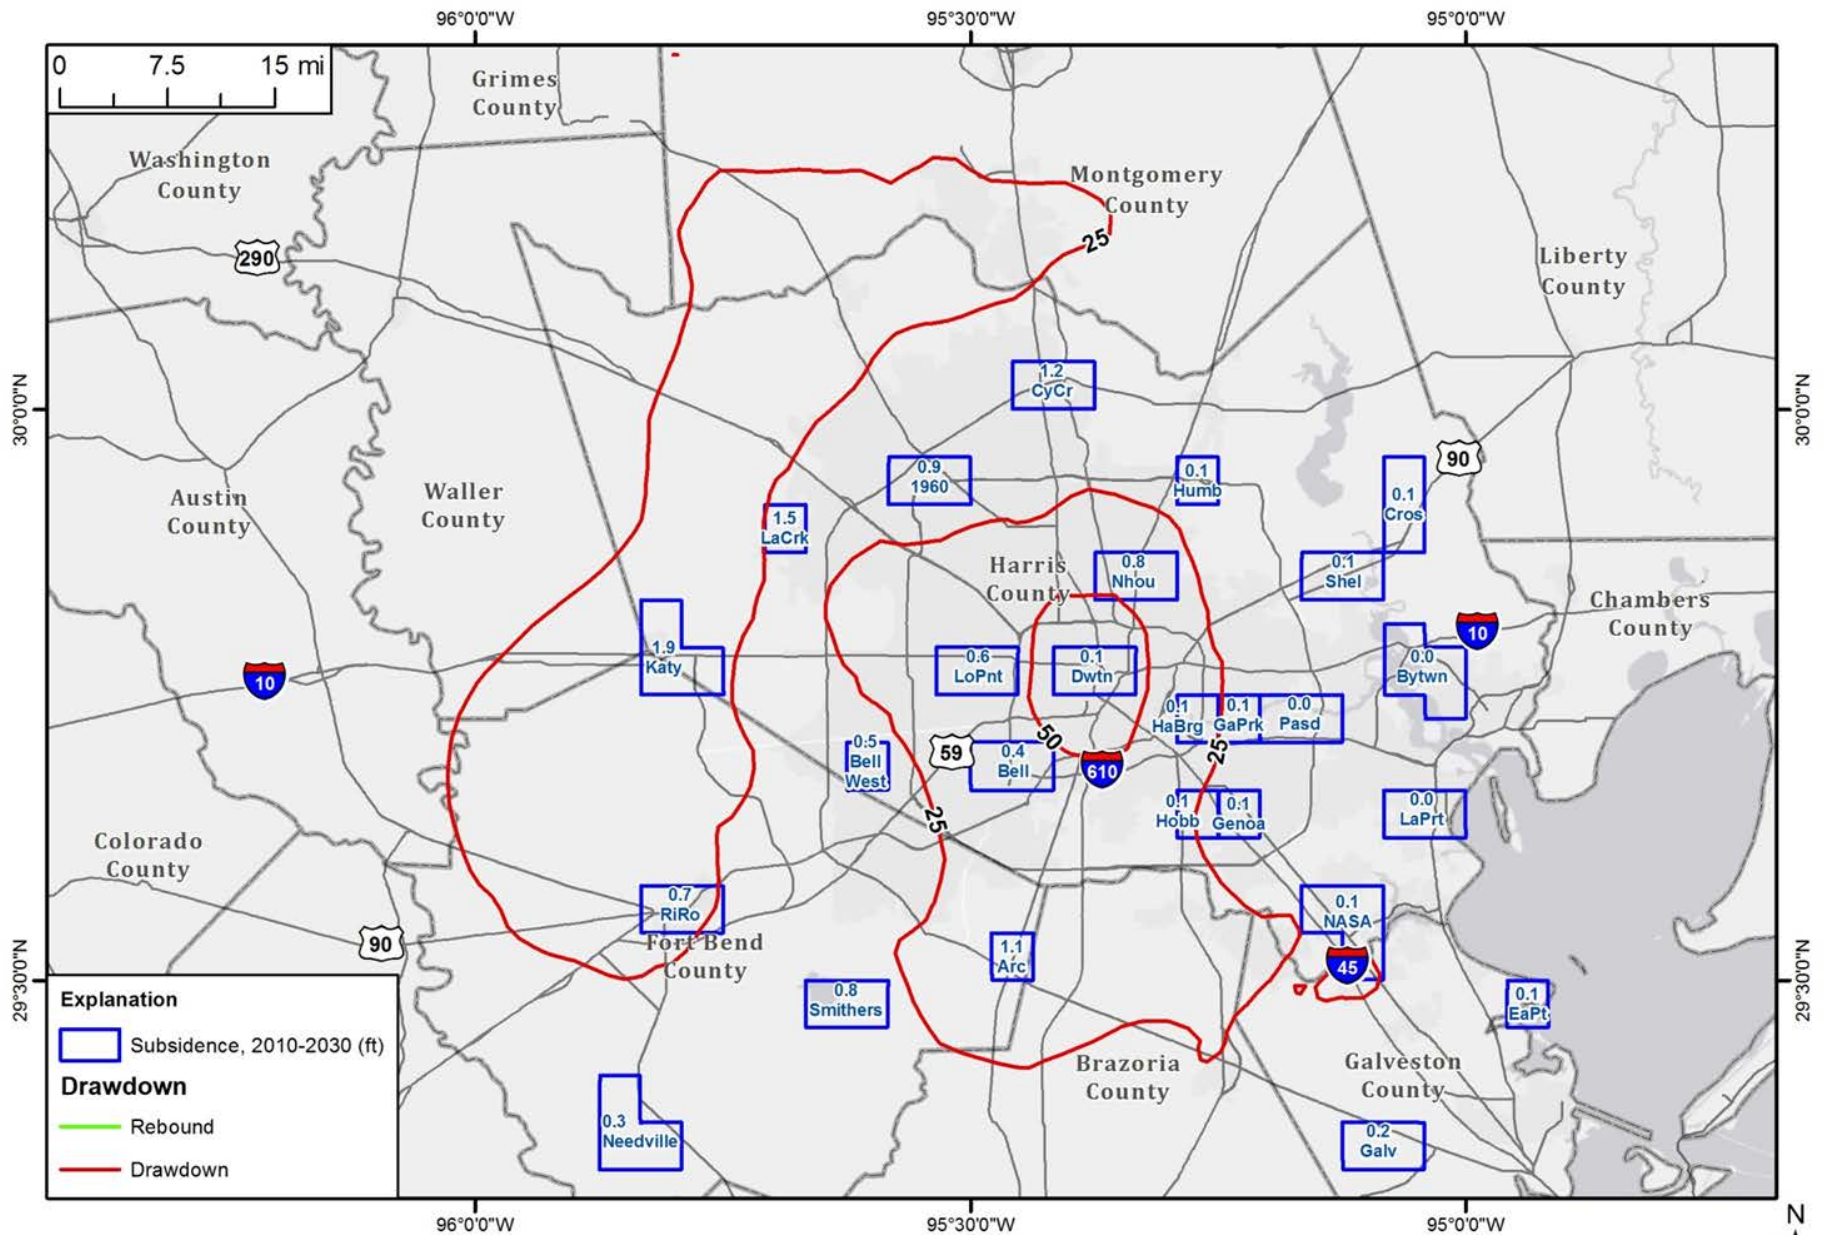 96°0'0"W
95°30'0"W
95°0'0"W
0 7.5 15 mi
Grimes
County
Washington
County
Montgomery
County
25
290
Liberty
County
30°0'0"N
30°0'0"N
1.2
CyCr
90
0.9
1960
0.1
Humb
Austin
County
Waller
County
0.1
Cros
1.5
LaCrk
Harris
County
0.8
Nhou
0.1
Shel
Chambers
County
10
10
1.9
Katy
0.6
LoPnt
0.1
Dwtn
0.0
Bytwn
0.1
HaBrg
0.1
GaPrk
0.0
Pasd
50
25
0.5
Bell
West
59
0.4
Bell
610
25
0.1
Hobb
0.1
Genoa
0.0
LaPrt
Colorado
County
0.7
RiRo
0.1
NASA
90
Fort Bend
County
1.1
Arc
45
29°30'0"N
29°30'0"N
0.8
Smithers
0.1
EaPt
Explanation
Subsidence, 2010-2030 (ft)
Drawdown
Rebound
Drawdown
Brazoria
County
Galveston
County
0.3
Needville
0.2
Galv
96°0'0"W
95°30'0"W
95°0'0"W
N